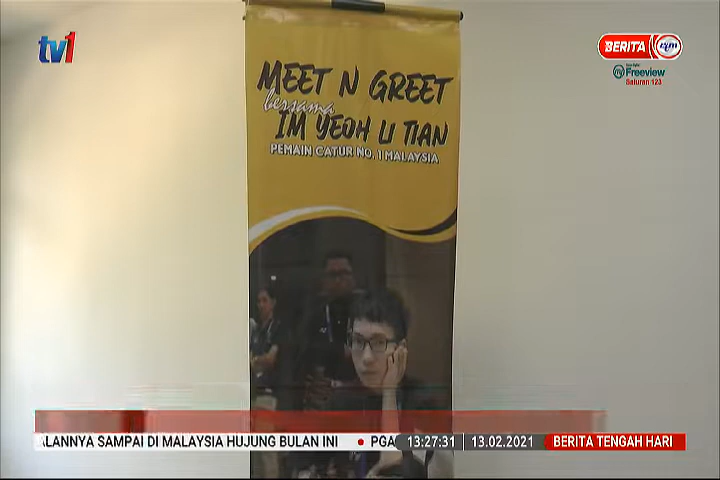 tv1
BERITA rtm
Freeview
Saluran 123
MEET N GREET
bersama
IM YEOH LI TIAN
PEMAIN CATUR NO. 1 MALAYSIA
ALANNYA SAMPAI DI MALAYSIA HUJUNG BULAN INI • PGA 13:27:31 13.02.2021 BERITA TENGAH HARI